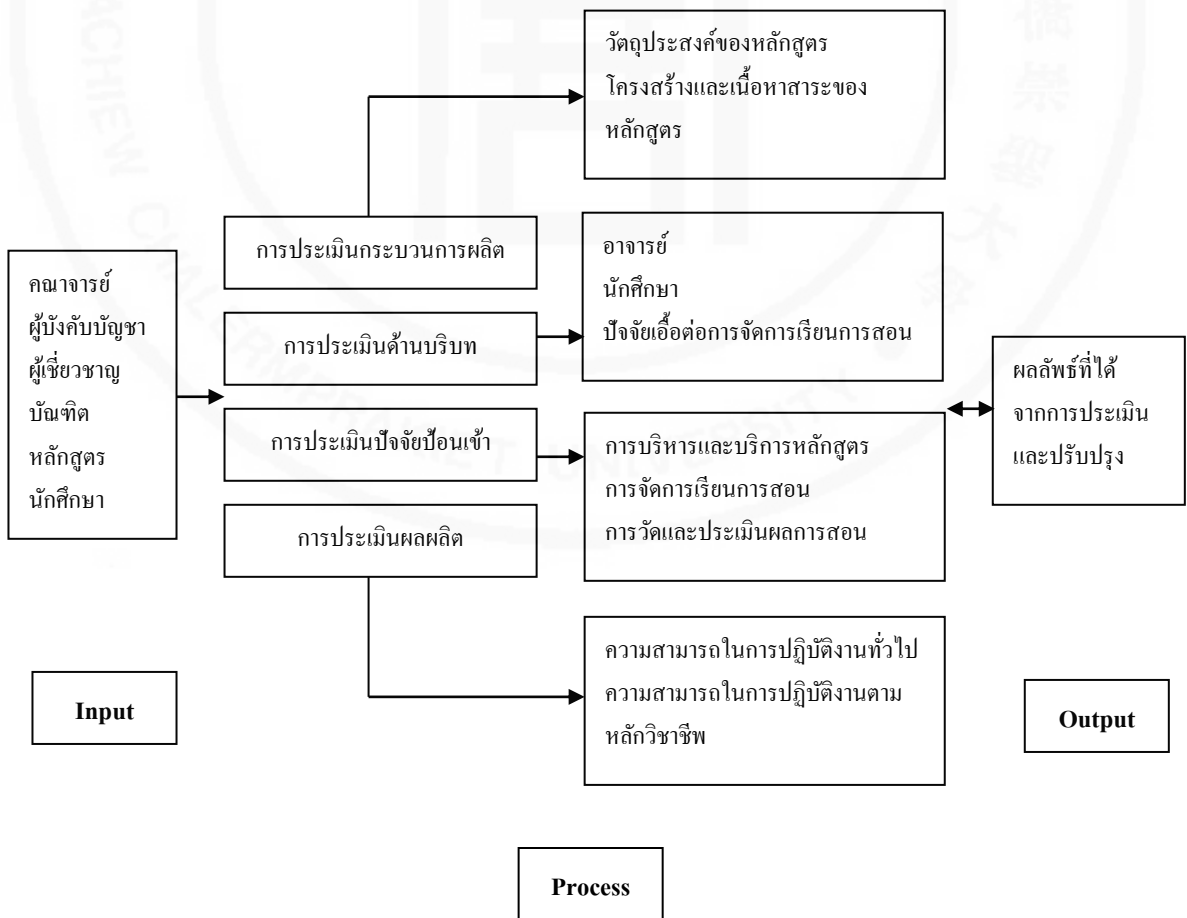 วัตถุประสงค์ของหลักสูตร
โครงสร้างและเนื้อหาสาระของ
หลักสูตร
การประเมินกระบวนการผลิต
การประเมินด้านบริบท
การประเมินปัจจัยป้อนเข้า
การประเมินผลผลิต
คณาจารย์
ผู้บังคับบัญชา
ผู้เชี่ยวชาญ
บัณฑิต
หลักสูตร
นักศึกษา
อาจารย์
นักศึกษา
ปัจจัยเอื้อต่อการจัดการเรียนการสอน
การบริหารและบริการหลักสูตร
การจัดการเรียนการสอน
การวัดและประเมินผลการสอน
ผลลัพธ์ที่ได้
จากการประเมิน
และปรับปรุง
ความสามารถในการปฏิบัติงานทั่วไป
ความสามารถในการปฏิบัติงานตาม
หลักวิชาชีพ
Input
Output
Process
ACHIEW CHALERMPRAKIET UNIVERSITY
僑崇聖大學